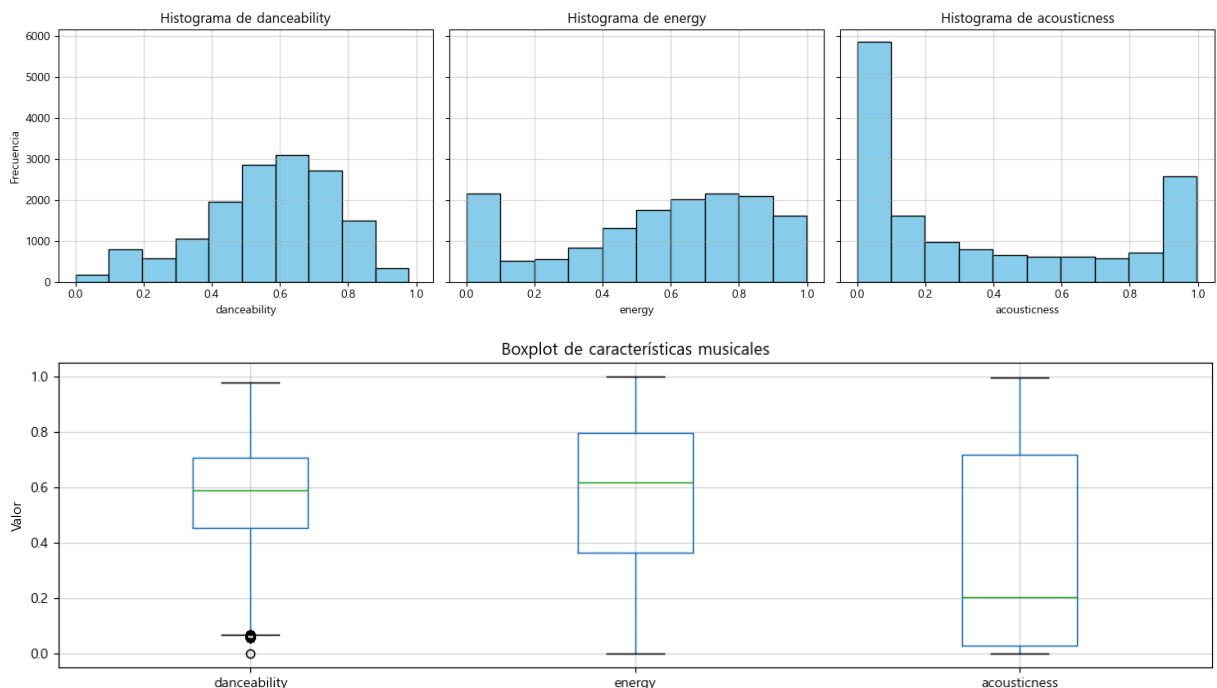 Histograma de danceability
Histograma de energy
Histograma de acousticness
Frecuencia
6000
5000
4000
3000
2000
1000
0
0.0 0.2 0.4 0.6 0.8 1.0
0.0 0.2 0.4 0.6 0.8 1.0
0.0 0.2 0.4 0.6 0.8 1.0
danceability
energy
acousticness
Boxplot de características musicales
Valor
1.0
0.8
0.6
0.4
0.2
0.0
danceability
energy
acousticness